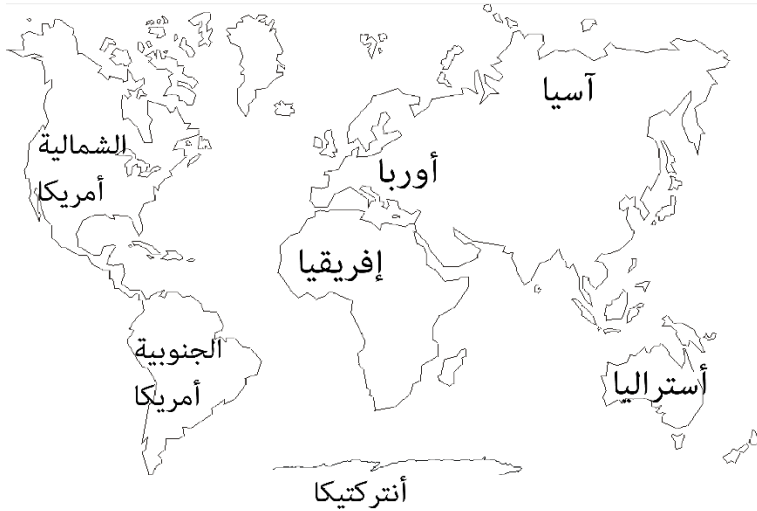 آسيا
الشمالية
أمريكا
أوربا
إفريقيا
الجنوبية
أمريكا
أستراليا
أنتركتيكا